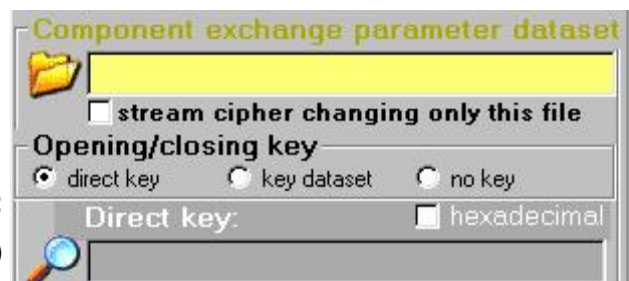 Component exchange parameter dataset
stream cipher changing only this file
Opening/closing key
direct key key dataset no key
Direct key: hexadecimal